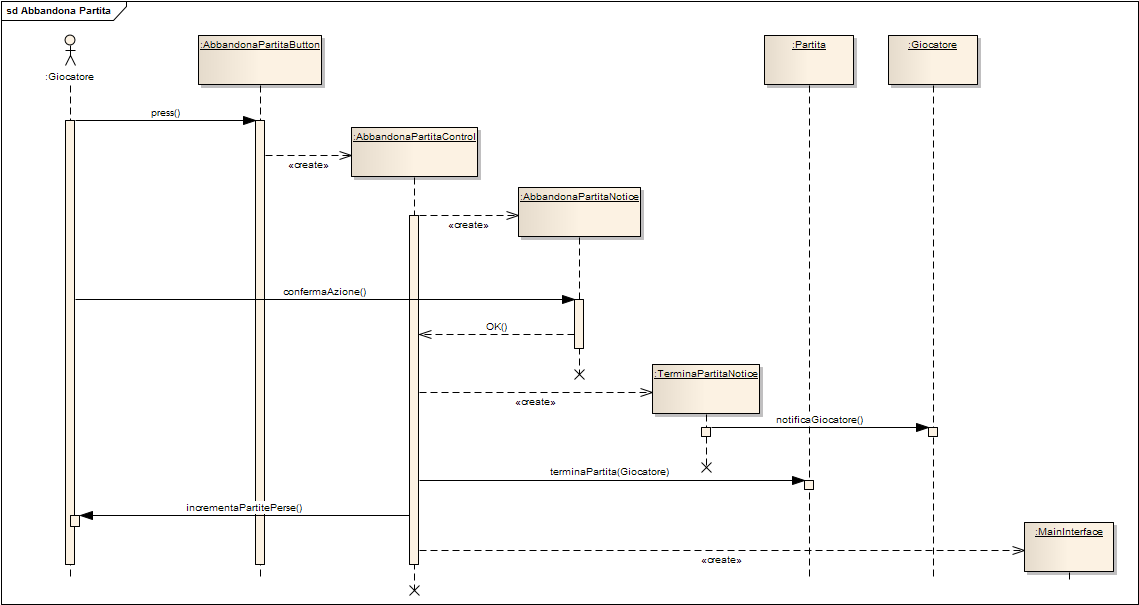 sd Abbandona Partita
:Giocatore
:AbbandonaPartitaButton
:Partita
:Giocatore
press()
:AbbandonaPartitaControl
«create»
:AbbandonaPartitaNotice
«create»
confermaAzione()
OK()
:TerminaPartitaNotice
«create»
notificaGiocatore()
terminaPartita(Giocatore)
incrementaPartitePerse()
:MainInterface
«create»